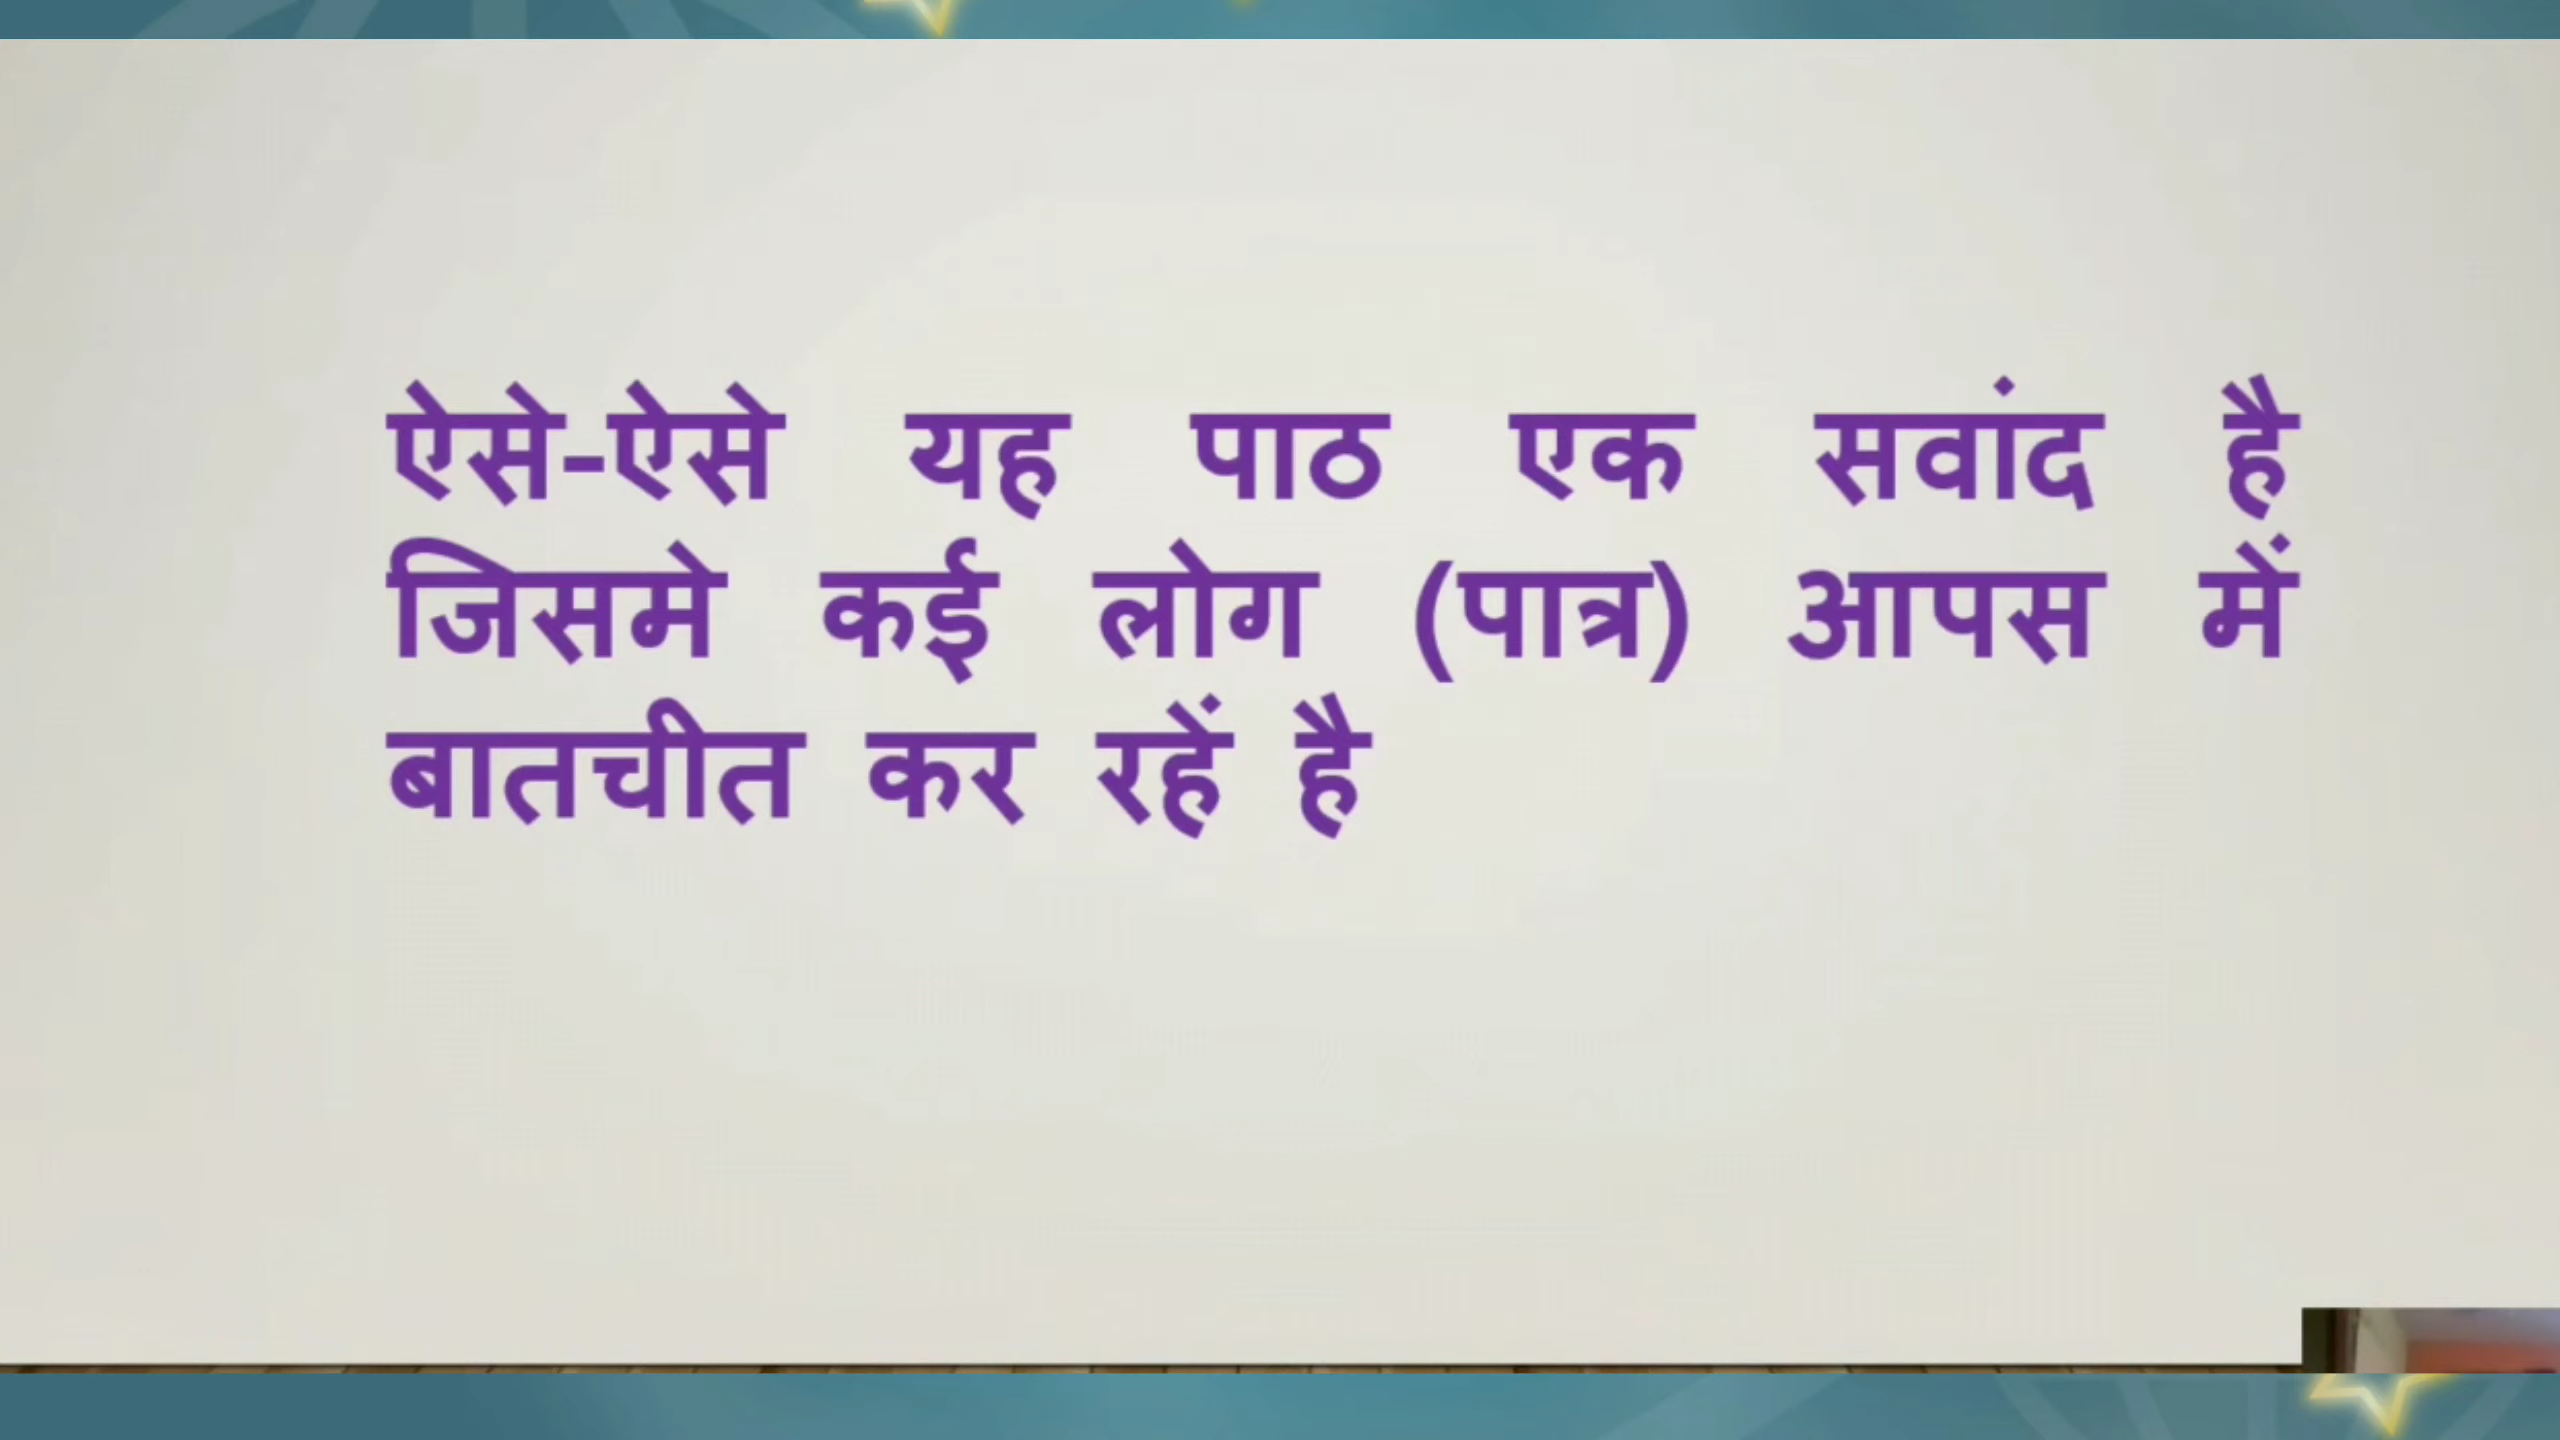 ऐसे-ऐसे यह पाठ एक सवांद है
जिसमे कई लोग (पात्र) आपस में
बातचीत कर रहें है